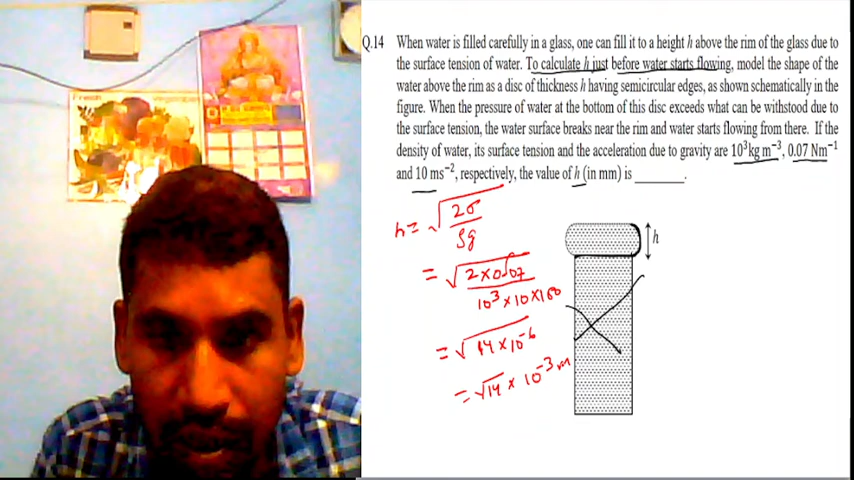 Q.14 When water is filled carefully in a glass, one can fill it to a height h above the rim of the glass due to
the surface tension of water. To calculate h just before water starts flowing, model the shape of the
water above the rim as a disc of thickness h having semicircular edges, as shown schematically in the
figure. When the pressure of water at the bottom of this disc exceeds what can be withstood due to
the surface tension, the water surface breaks near the rim and water starts flowing from there. If the
density of water, its surface tension and the acceleration due to gravity are 10³kg m⁻³, 0.07 Nm⁻¹
and 10 ms⁻², respectively, the value of h (in mm) is ________.
h = √(2σ/ρg)
= √(2×0.07/10³×10×100)
= √(14×10⁻⁶)
= √14 × 10⁻³ m
h